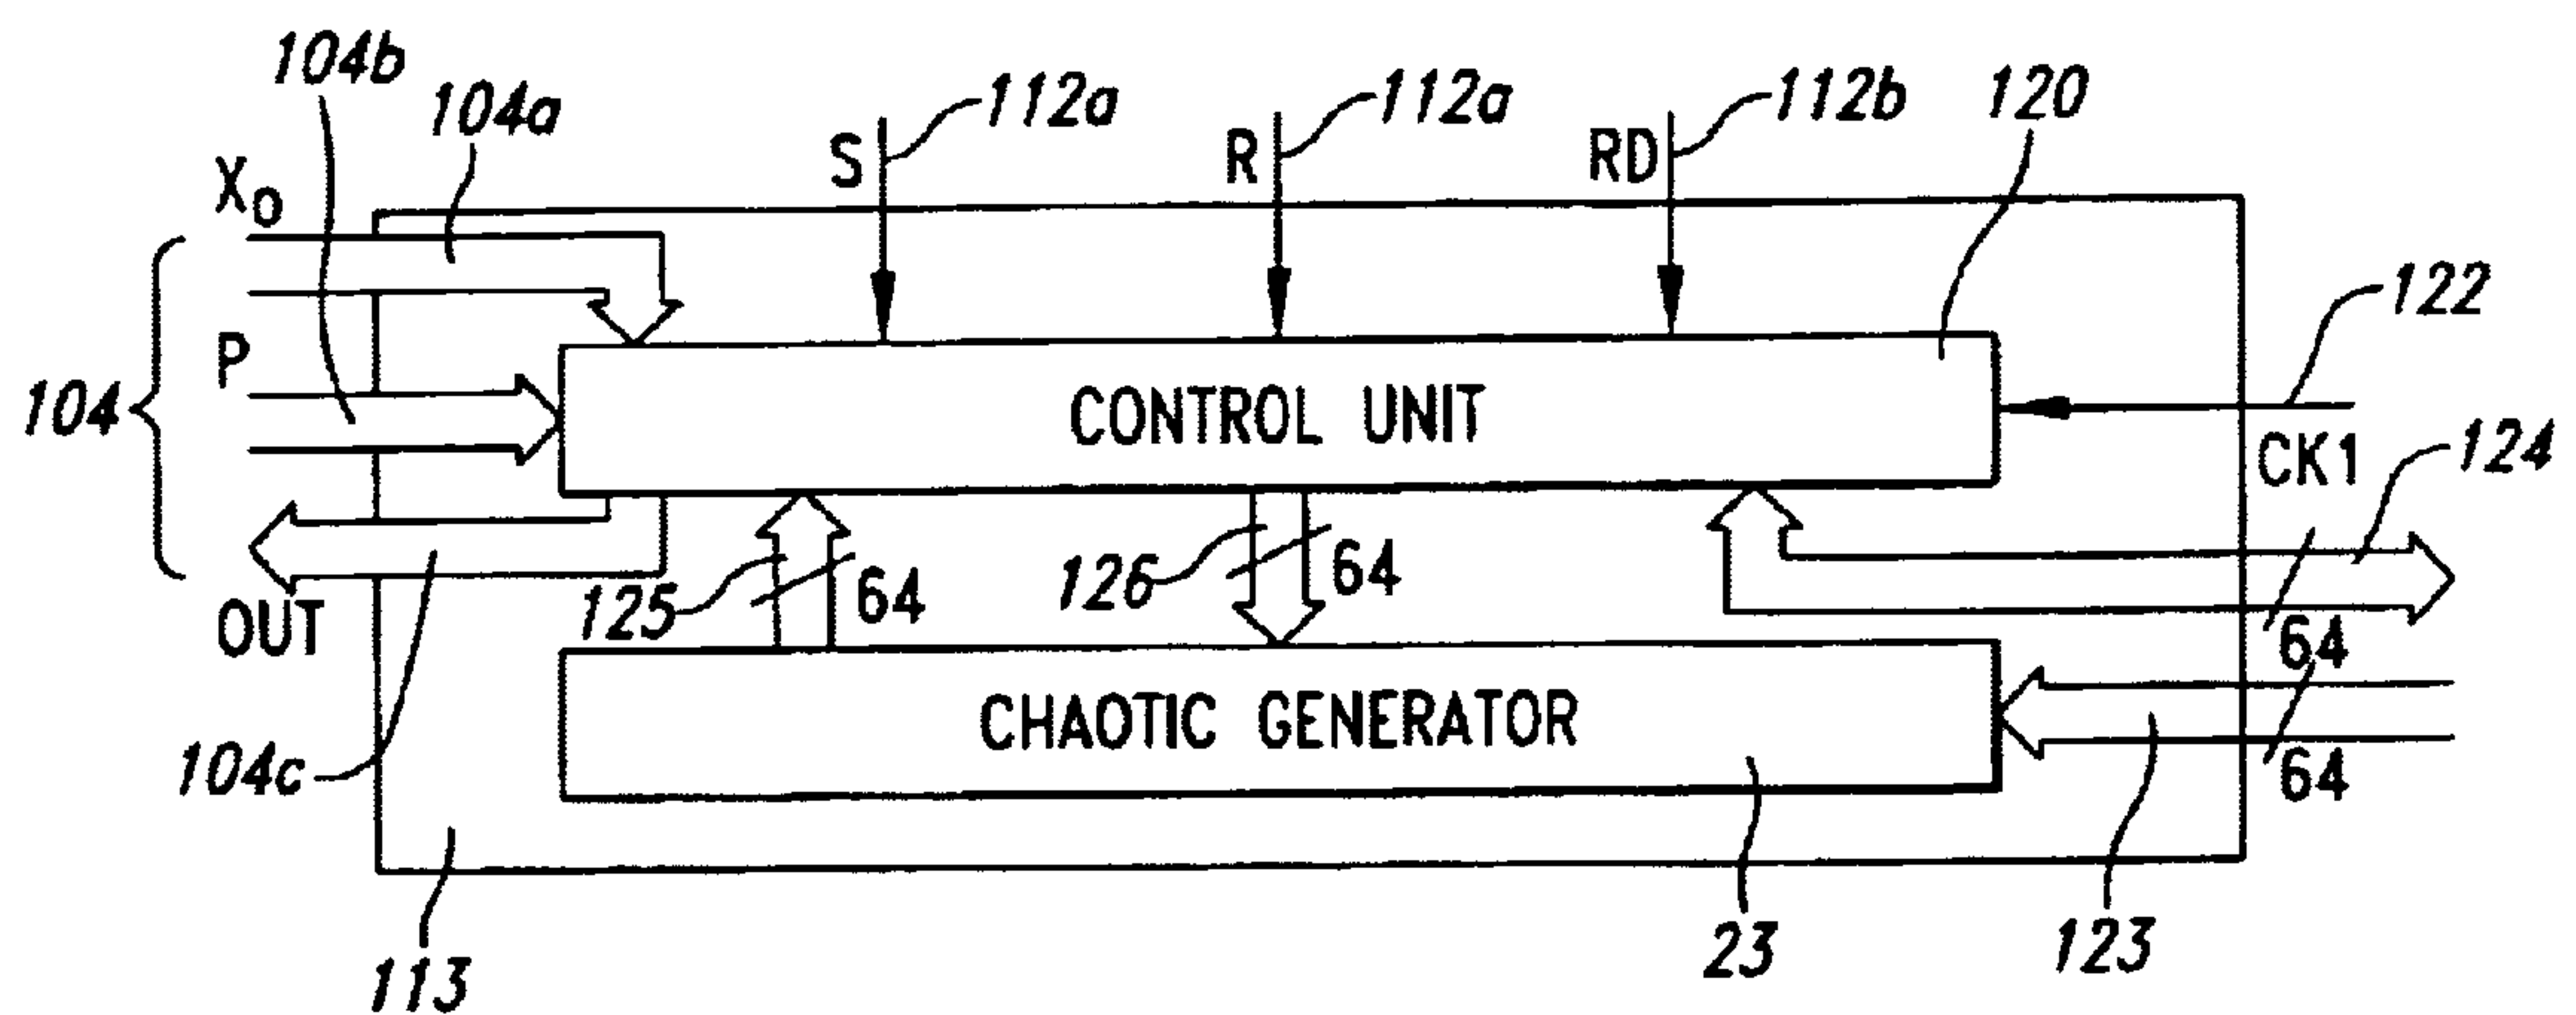 104b
104a
112a
112a
112b
120
X0
S
R
RD
122
P
104
CONTROL UNIT
CK1
124
OUT
125
64
126
64
64
CHAOTIC GENERATOR
64
104c
23
123
113